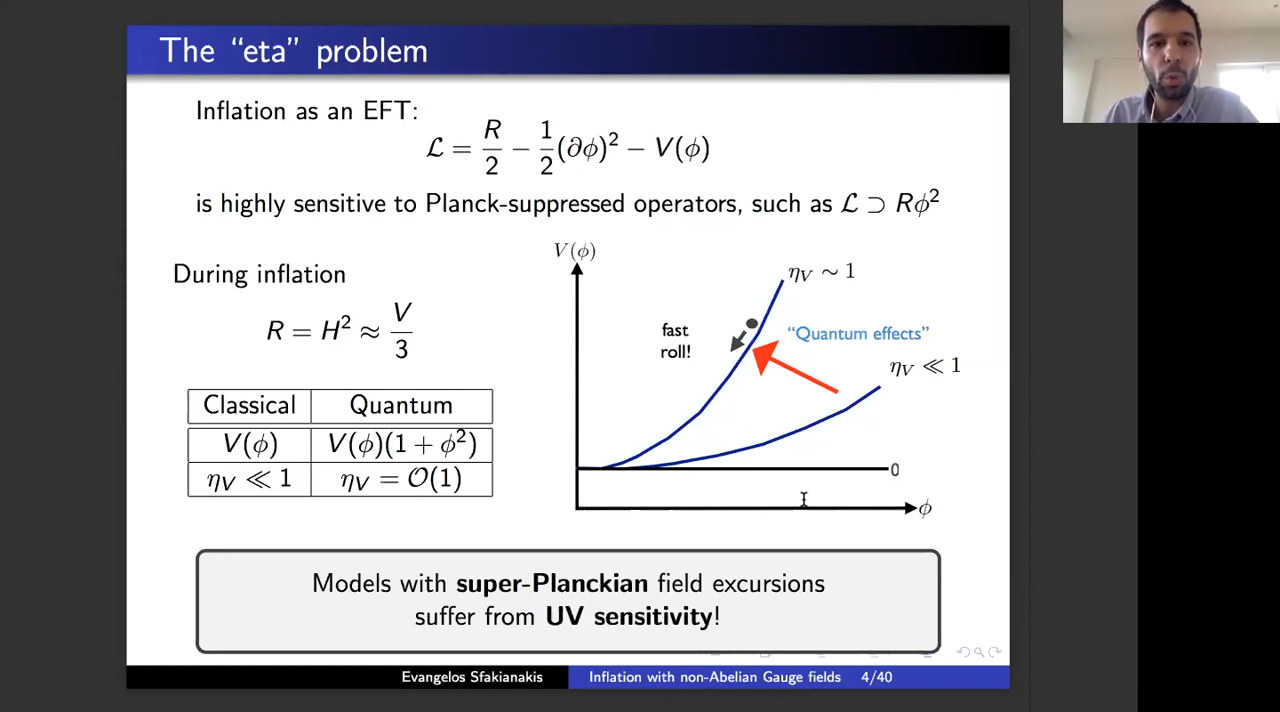 The “eta” problem
Inflation as an EFT:
ℒ = R/2 − 1/2(∂ϕ)² − V(ϕ)
is highly sensitive to Planck-suppressed operators, such as ℒ ⊃ Rϕ²
During inflation
R = H² ≈ V/3
Classical Quantum
V(ϕ) V(ϕ)(1 + ϕ²)
η_V ≪ 1 η_V = 𝒪(1)
V(ϕ)
η_V ∼ 1
fast
roll!
“Quantum effects”
η_V ≪ 1
0
ϕ
Models with super-Planckian field excursions
suffer from UV sensitivity!
Evangelos Sfakianakis Inflation with non-Abelian Gauge fields 4/40